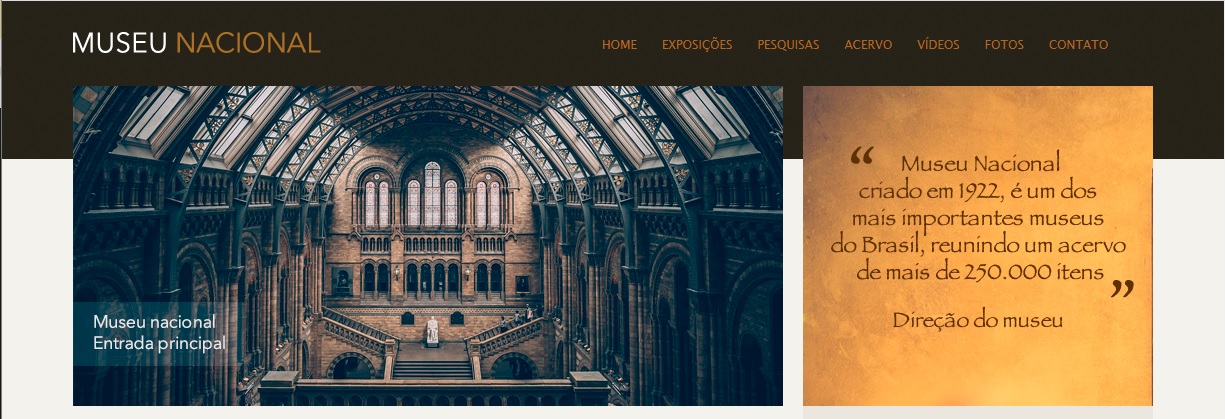 MUSEU NACIONAL
HOME EXPOSIÇÕES PESQUISAS ACERVO VÍDEOS FOTOS CONTATO
Museu nacional
Entrada principal
“ Museu Nacional
criado em 1922, é um dos
mais importantes museus
do Brasil, reunindo um acervo
de mais de 250.000 itens ”
Direção do museu